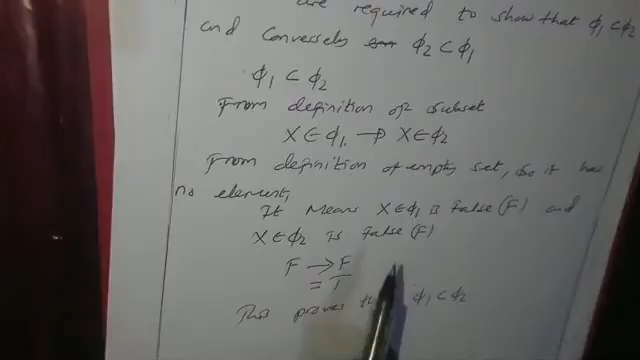 are required to show that ϕ₁ ⊂ ϕ₂
and conversely ϕ₂ ⊂ ϕ₁
ϕ₁ ⊂ ϕ₂
From definition of subset
X ∈ ϕ₁ → X ∈ ϕ₂
From definition of empty set, so it has
no element,
It Means X ∈ ϕ₁ is False (F) and
X ∈ ϕ₂ is False (F)
F → F
= T
This proves ϕ₁ ⊂ ϕ₂